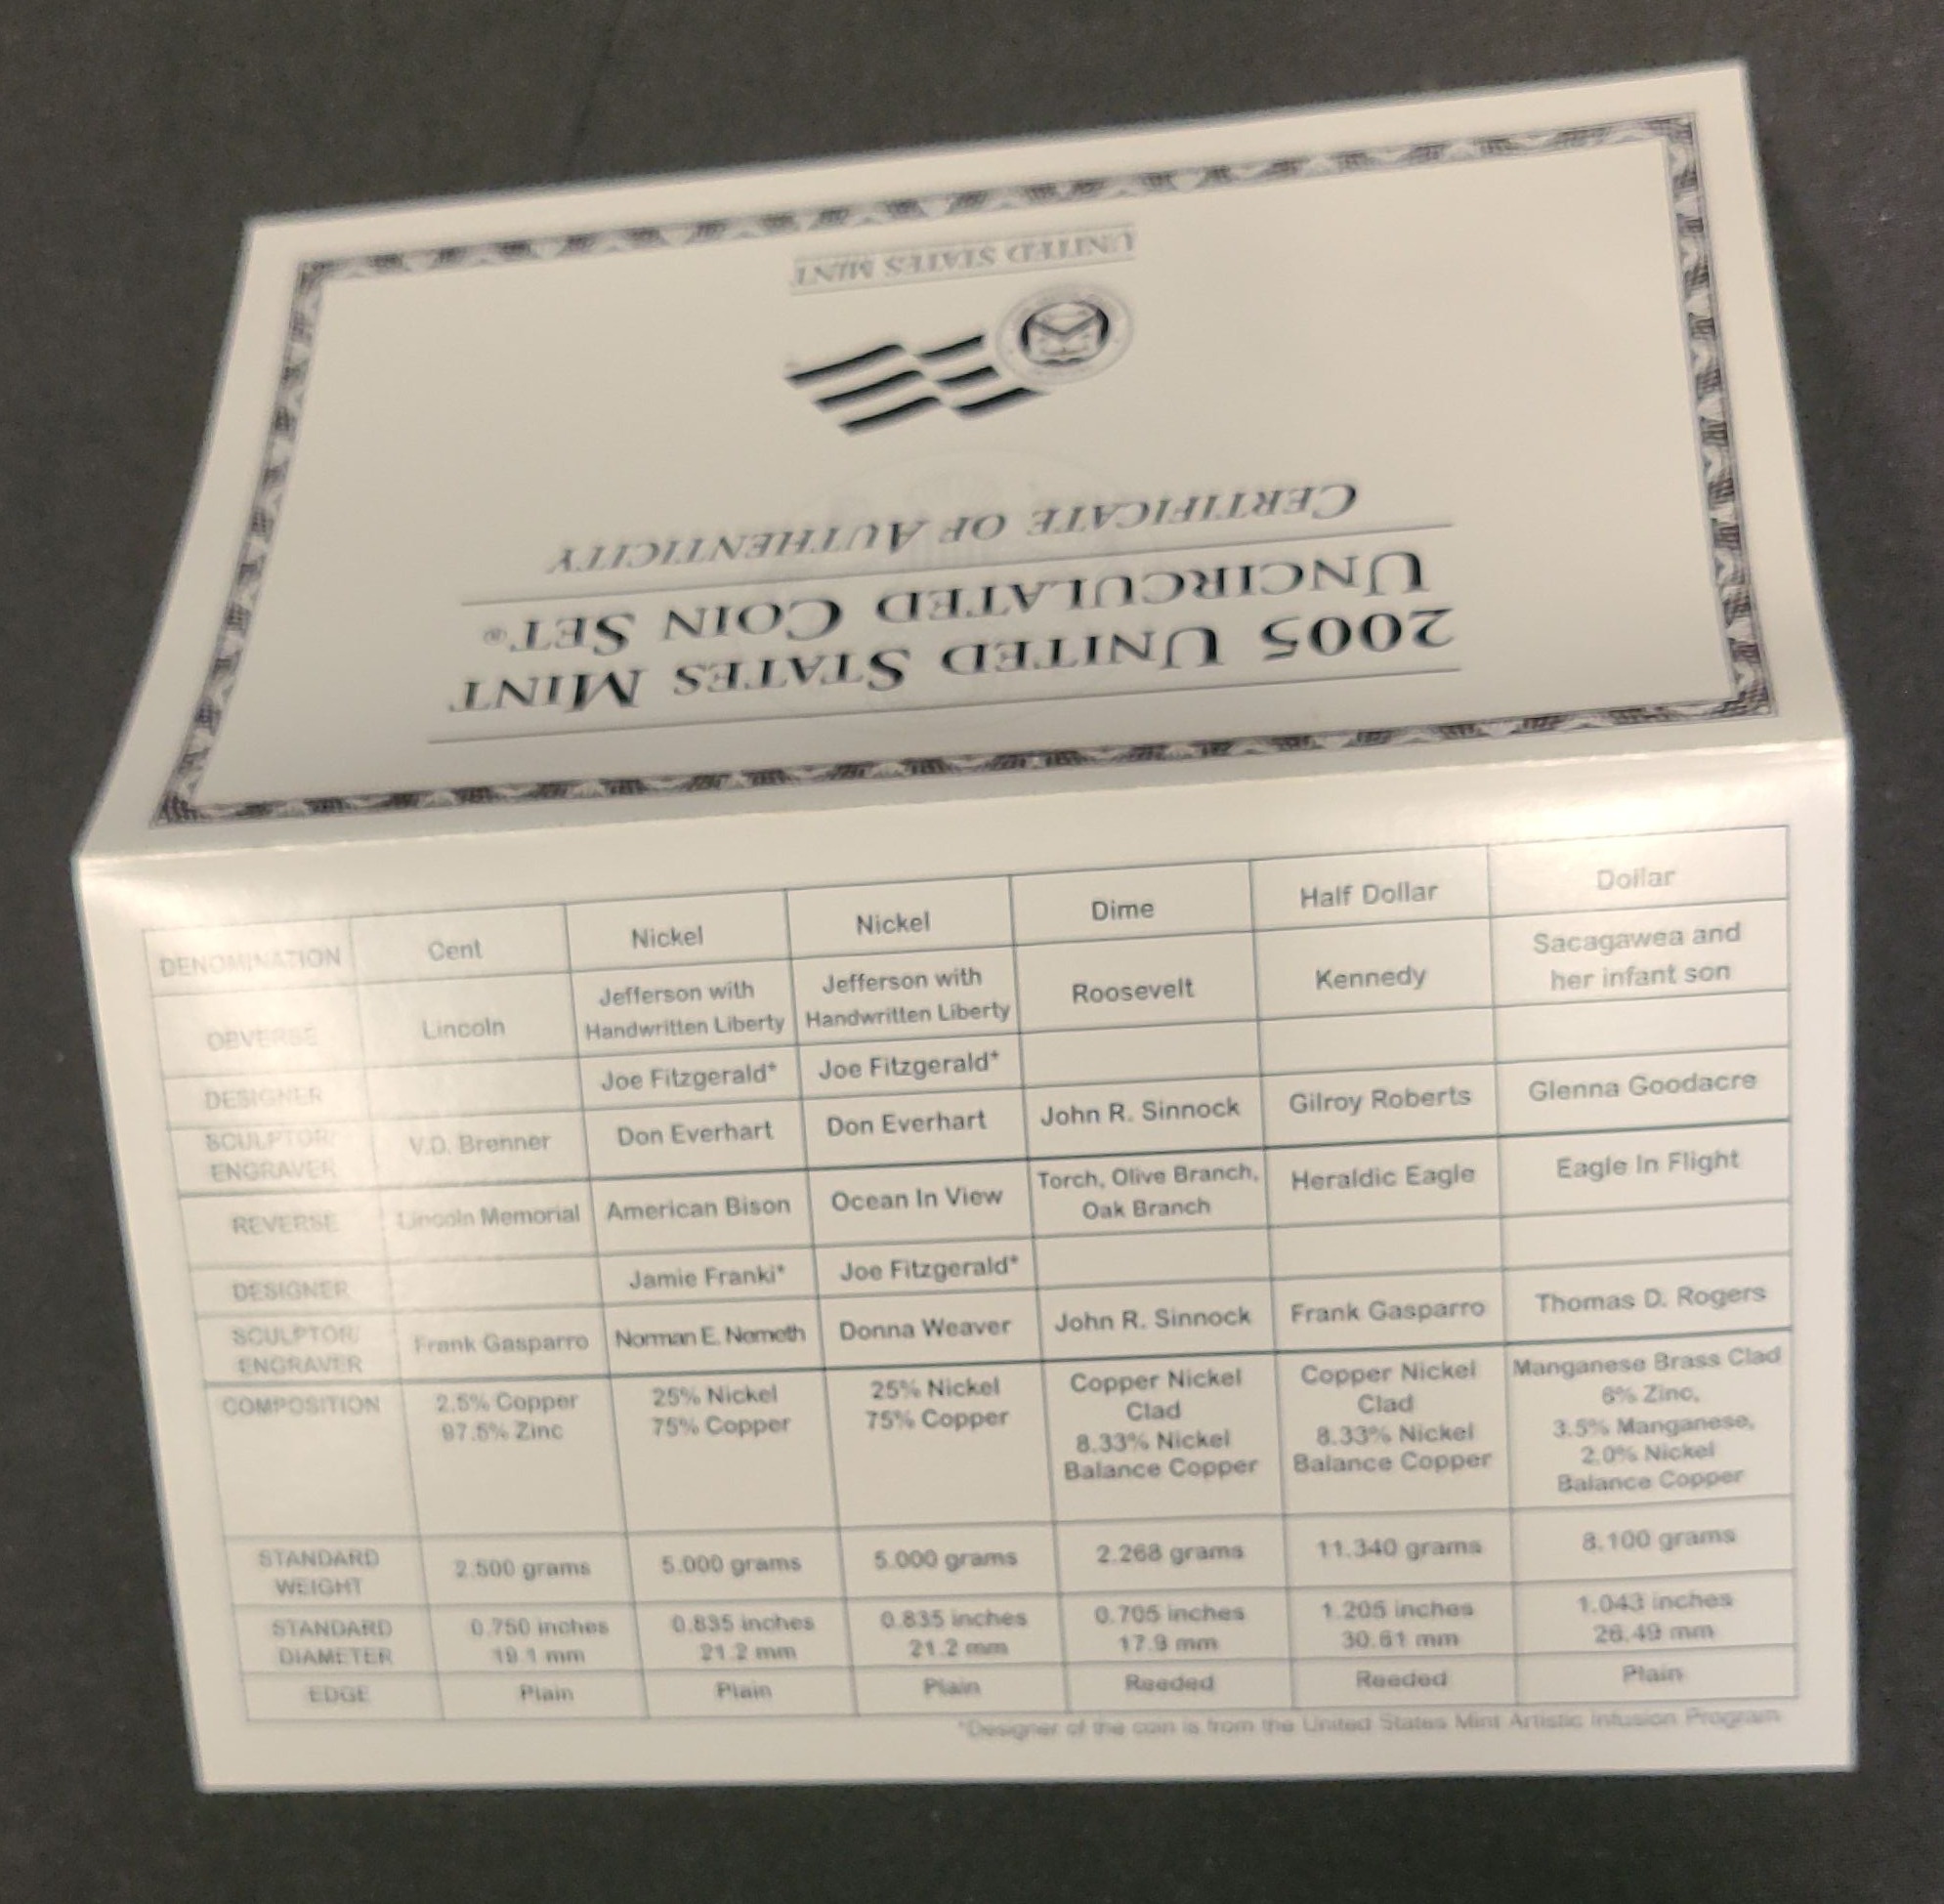 UNITED STATES MINT
CERTIFICATE OF AUTHENTICITY
UNCIRCULATED COIN SET®
2005 UNITED STATES MINT
DENOMINATION Cent Nickel Nickel Dime Half Dollar Dollar
OBVERSE Lincoln Jefferson with Handwritten Liberty Jefferson with Handwritten Liberty Roosevelt Kennedy Sacagawea and her infant son
DESIGNER Joe Fitzgerald* Joe Fitzgerald*
SCULPTOR/ ENGRAVER V.D. Brenner Don Everhart Don Everhart John R. Sinnock Gilroy Roberts Glenna Goodacre
REVERSE Lincoln Memorial American Bison Ocean In View Torch, Olive Branch, Oak Branch Heraldic Eagle Eagle In Flight
DESIGNER Jamie Franki* Joe Fitzgerald*
SCULPTOR/ ENGRAVER Frank Gasparro Norman E. Nemeth Donna Weaver John R. Sinnock Frank Gasparro Thomas D. Rogers
COMPOSITION 2.5% Copper 97.5% Zinc 25% Nickel 75% Copper 25% Nickel 75% Copper Copper Nickel Clad 8.33% Nickel Balance Copper Copper Nickel Clad 8.33% Nickel Balance Copper Manganese Brass Clad 6% Zinc, 3.5% Manganese, 2.0% Nickel Balance Copper
STANDARD WEIGHT 2.500 grams 5.000 grams 5.000 grams 2.268 grams 11.340 grams 8.100 grams
STANDARD DIAMETER 0.750 inches 19.1 mm 0.835 inches 21.2 mm 0.835 inches 21.2 mm 0.705 inches 17.9 mm 1.205 inches 30.61 mm 1.043 inches 26.49 mm
EDGE Plain Plain Plain Reeded Reeded Plain
*Designer of the coin is from the United States Mint Artistic Infusion Program